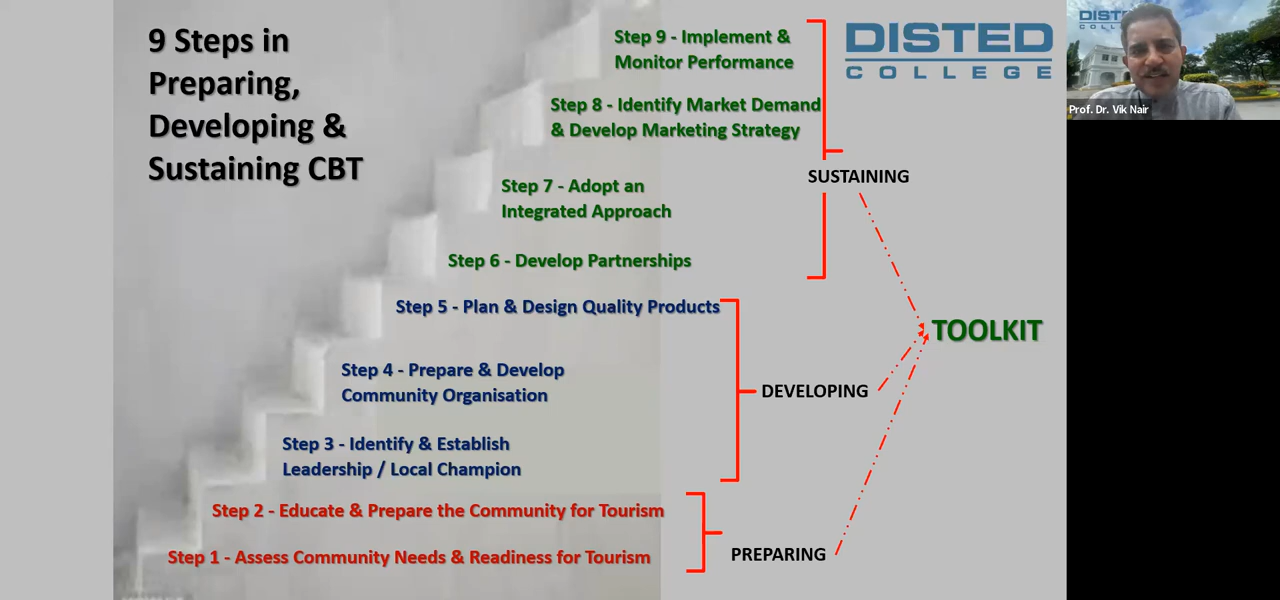 9 Steps in
Preparing,
Developing &
Sustaining CBT
Step 9 - Implement &
Monitor Performance
Step 8 - Identify Market Demand
& Develop Marketing Strategy
Step 7 - Adopt an
Integrated Approach
Step 6 - Develop Partnerships
Step 5 - Plan & Design Quality Products
Step 4 - Prepare & Develop
Community Organisation
Step 3 - Identify & Establish
Leadership / Local Champion
Step 2 - Educate & Prepare the Community for Tourism
Step 1 - Assess Community Needs & Readiness for Tourism
SUSTAINING
DEVELOPING
PREPARING
TOOLKIT
DISTED
COLLEGE
Prof. Dr. Vik Nair